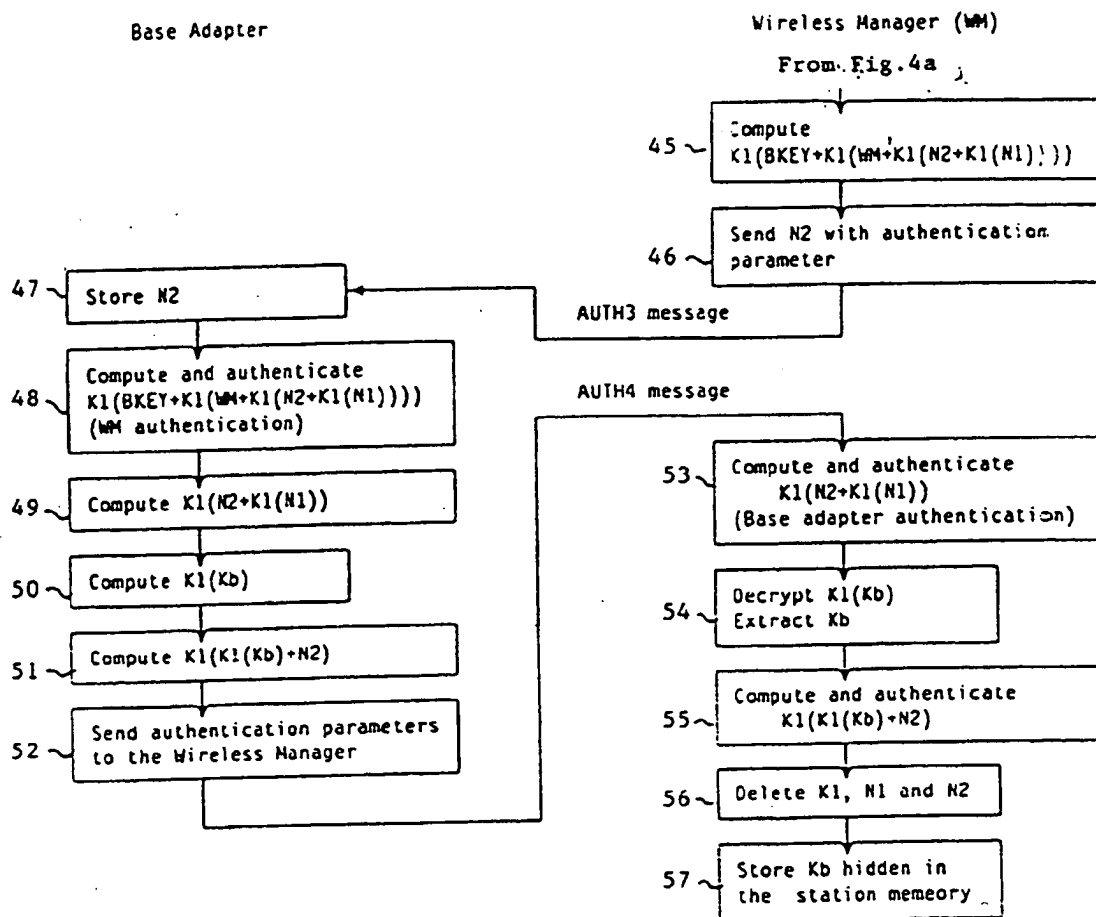 Base Adapter
Wireless Manager (WM)
From Fig.4a
45
Compute
K1(BKEY+K1(WM+K1(N2+K1(N1))))
46
Send N2 with authentication
parameter
AUTH3 message
47
Store N2
48
Compute and authenticate
K1(BKEY+K1(WM+K1(N2+K1(N1))))
(WM authentication)
49
Compute K1(N2+K1(N1))
50
Compute K1(Kb)
51
Compute K1(K1(Kb)+N2)
52
Send authentication parameters
to the Wireless Manager
AUTH4 message
53
Compute and authenticate
K1(N2+K1(N1))
(Base adapter authentication)
54
Decrypt K1(Kb)
Extract Kb
55
Compute and authenticate
K1(K1(Kb)+N2)
56
Delete K1, N1 and N2
57
Store Kb hidden in
the station memeory